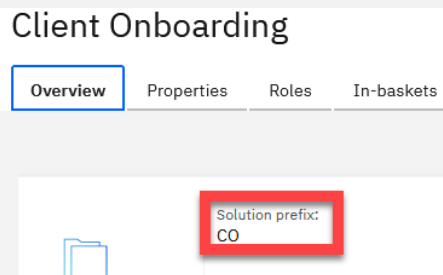 Client Onboarding
Overview Properties Roles In-baskets
Solution prefix:
CO